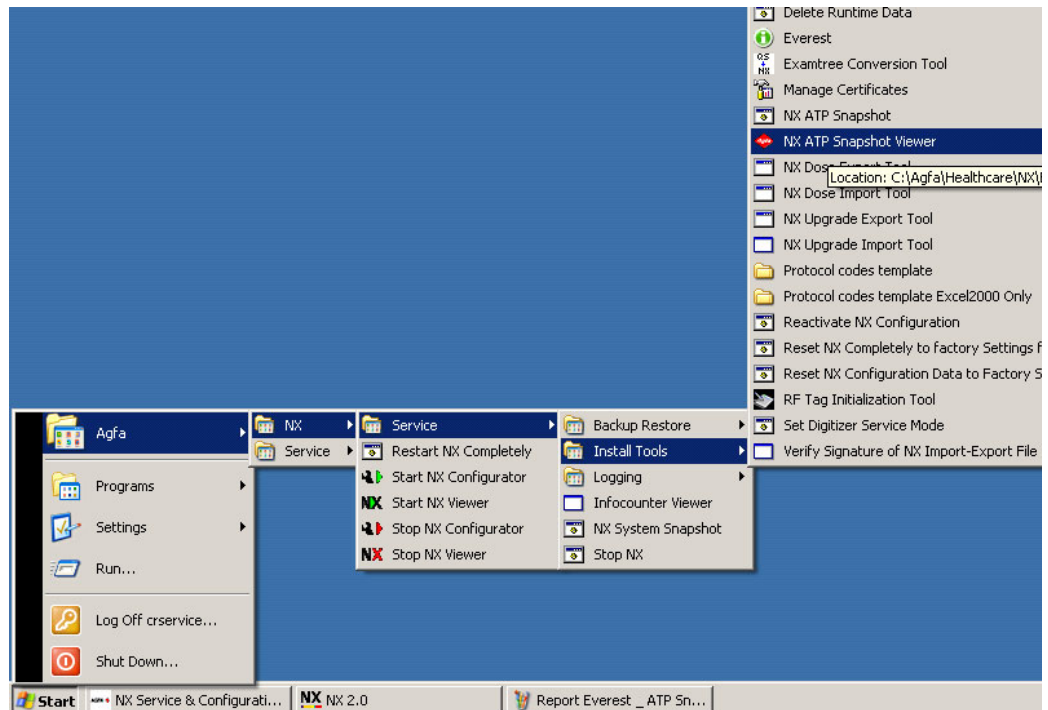 Delete Runtime Data
Everest
QS
+
NX
Examtree Conversion Tool
Manage Certificates
NX ATP Snapshot
NX ATP Snapshot Viewer
NX Dose Export Tool
Location: C:\Agfa\Healthcare\NX\
NX Dose Import Tool
NX Upgrade Export Tool
NX Upgrade Import Tool
Protocol codes template
Protocol codes template Excel2000 Only
Reactivate NX Configuration
Reset NX Completely to factory Settings f
Reset NX Configuration Data to Factory S
RF Tag Initialization Tool
Set Digitizer Service Mode
Verify Signature of NX Import-Export File
Agfa
Programs
Settings
Run...
Log Off crservice...
Shut Down...
NX
Service
Service
Restart NX Completely
Start NX Configurator
NX Start NX Viewer
Stop NX Configurator
NX Stop NX Viewer
Backup Restore
Install Tools
Logging
Infocounter Viewer
NX System Snapshot
Stop NX
Start
NX Service & Configurati...
NX NX 2.0
Report Everest _ ATP Sn...